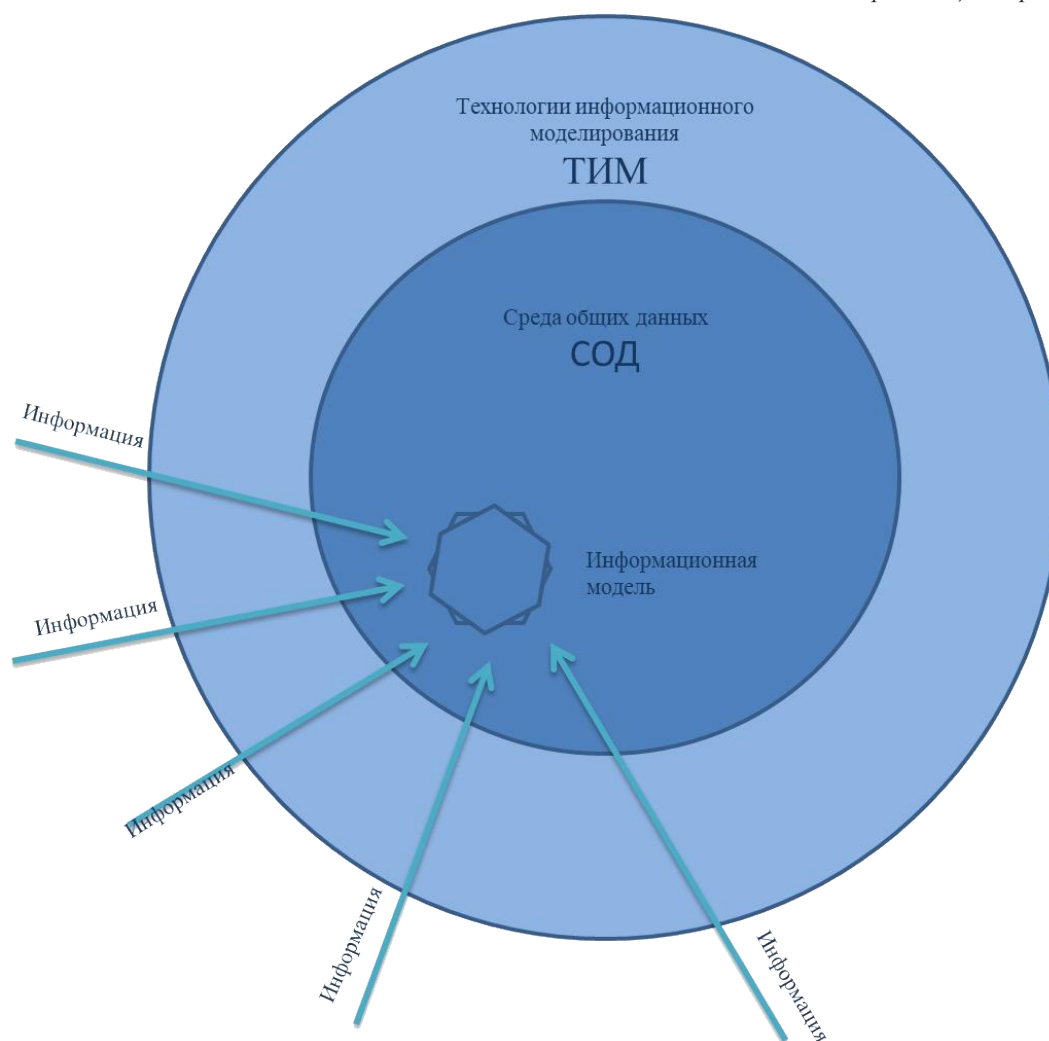 Технологии информационного
моделирования
ТИМ
Среда общих данных
СОД
Информация
Информационная
модель
Информация
Информация
Информация
Информация